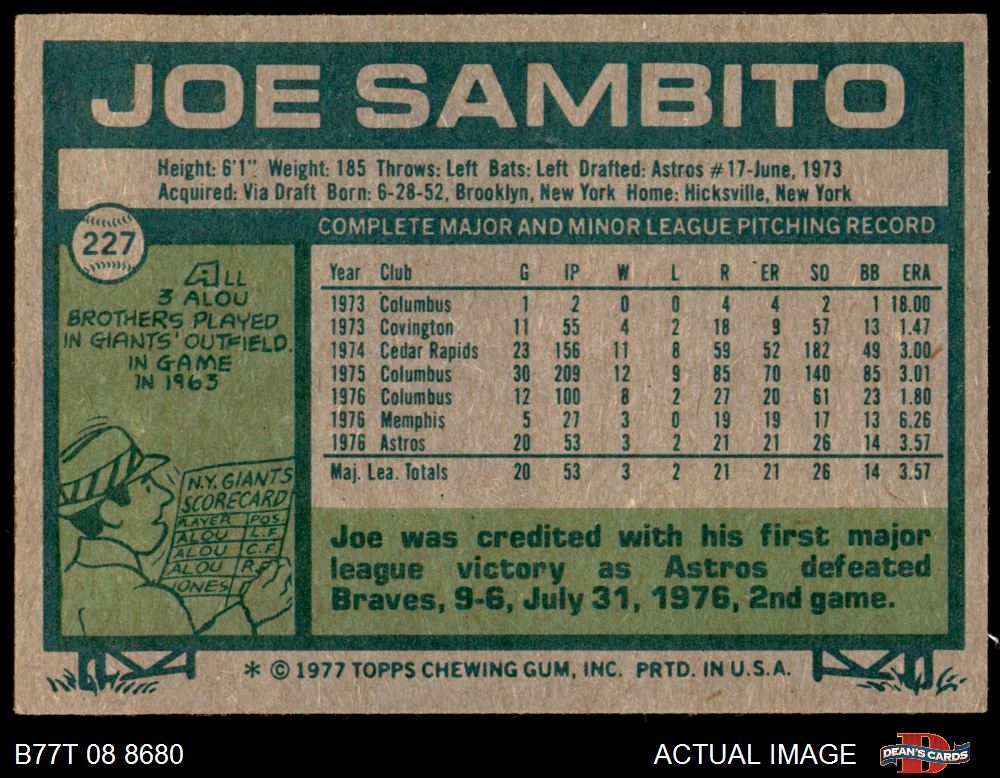 JOE SAMBITO
Height: 6'1". Weight: 185 Throws: Left Bats: Left Drafted: Astros #17-June, 1973
Acquired: Via Draft Born: 6-28-52, Brooklyn, New York Home: Hicksville, New York
227
COMPLETE MAJOR AND MINOR LEAGUE PITCHING RECORD
ALL
3 ALOU
BROTHERS PLAYED
IN GIANTS' OUTFIELD.
IN GAME
IN 1963
N.Y. GIANTS
SCORECARD
PLAYER POS.
ALOU L.F
ALOU C.F
ALOU R.F
ONES
Year Club G IP W L R ER SO BB ERA
1973 Columbus 1 2 0 0 4 4 2 1 18.00
1973 Covington 11 55 4 2 18 9 57 13 1.47
1974 Cedar Rapids 23 156 11 8 59 52 182 49 3.00
1975 Columbus 30 209 12 9 85 70 140 85 3.01
1976 Columbus 12 100 8 2 27 20 61 23 1.80
1976 Memphis 5 27 3 0 19 19 17 13 6.26
1976 Astros 20 53 3 2 21 21 26 14 3.57
Maj. Lea. Totals 20 53 3 2 21 21 26 14 3.57
Joe was credited with his first major
league victory as Astros defeated
Braves, 9-6, July 31, 1976, 2nd game.
* © 1977 TOPPS CHEWING GUM, INC. PRTD. IN U.S.A.
B77T 08 8680
ACTUAL IMAGE
DEAN'S CARDS